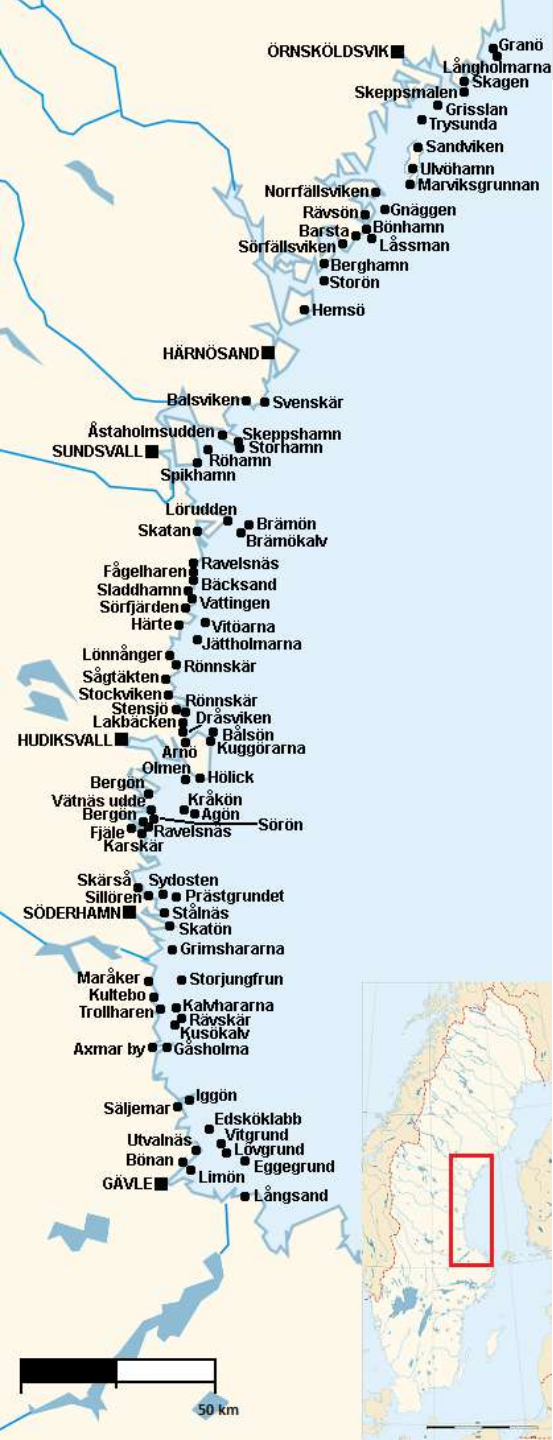 ÖRNSKÖLDSVIK
Granö
Långholmarna
Skagen
Skeppsmalen
Grisslan
Trysunda
Sandviken
Ulvöhamn
Marviksgrunnan
Norrfällsviken
Gnäggen
Rävsön
Bönhamn
Barsta
Låssman
Sörfällsviken
Berghamn
Storön
Hemsö
HÄRNÖSAND
Balsviken
Svenskär
Åstaholmsudden
Skeppshamn
Storhamn
SUNDSVALL
Röhamn
Spikhamn
Lörudden
Brämön
Skatan
Brämökalv
Ravelsnäs
Fågelharen
Bäcksand
Sladdhamn
Vattingen
Sörfjärden
Härte
Vitöarna
Jättholmarna
Lönnånger
Rönnskär
Sågtäkten
Stockviken
Rönnskär
Stensjö
Dråsviken
Lakbäcken
Bålsön
HUDIKSVALL
Kuggörarna
Arnö
Olmen
Hölick
Bergön
Kråkön
Vätnäs udde
Agön
Bergön
Sörön
Fjäle
Ravelsnäs
Karskär
Skärså
Sydosten
Sillören
Prästgrundet
SÖDERHAMN
Stålnäs
Skatön
Grimshararna
Maråker
Storjungfrun
Kultebo
Kalvhararna
Trollharen
Rävskär
Kusökalv
Axmar by
Gåsholma
Iggön
Säljemar
Edsköklabb
Vitgrund
Utvalnäs
Lövgrund
Bönan
Eggegrund
Limön
GÄVLE
Långsand
50 km